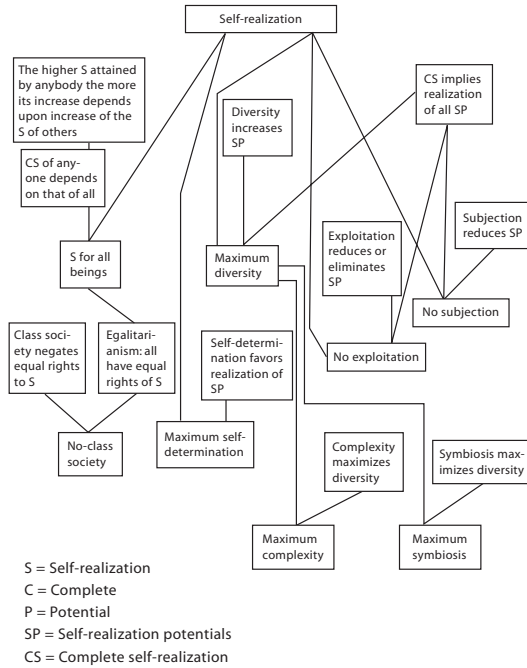 Self-realization
The higher S attained
by anybody the more
its increase depends
upon increase of the
S of others
CS implies
realization
of all SP
Diversity
increases
SP
CS of any-
one depends
on that of all
Subjection
reduces SP
Exploitation
reduces or
eliminates
SP
S for all
beings
Maximum
diversity
No subjection
Class soci-
ety negates
equal rights
to S
Egalitari-
anism: all
have equal
rights of S
Self-
determi-
nation favors
realization of
SP
No exploitation
No-class
society
Maximum self-
determination
Complexity
maximizes
diversity
Symbiosis max-
imizes diversity
Maximum
complexity
Maximum
symbiosis
S = Self-realization
C = Complete
P = Potential
SP = Self-realization potentials
CS = Complete self-realization